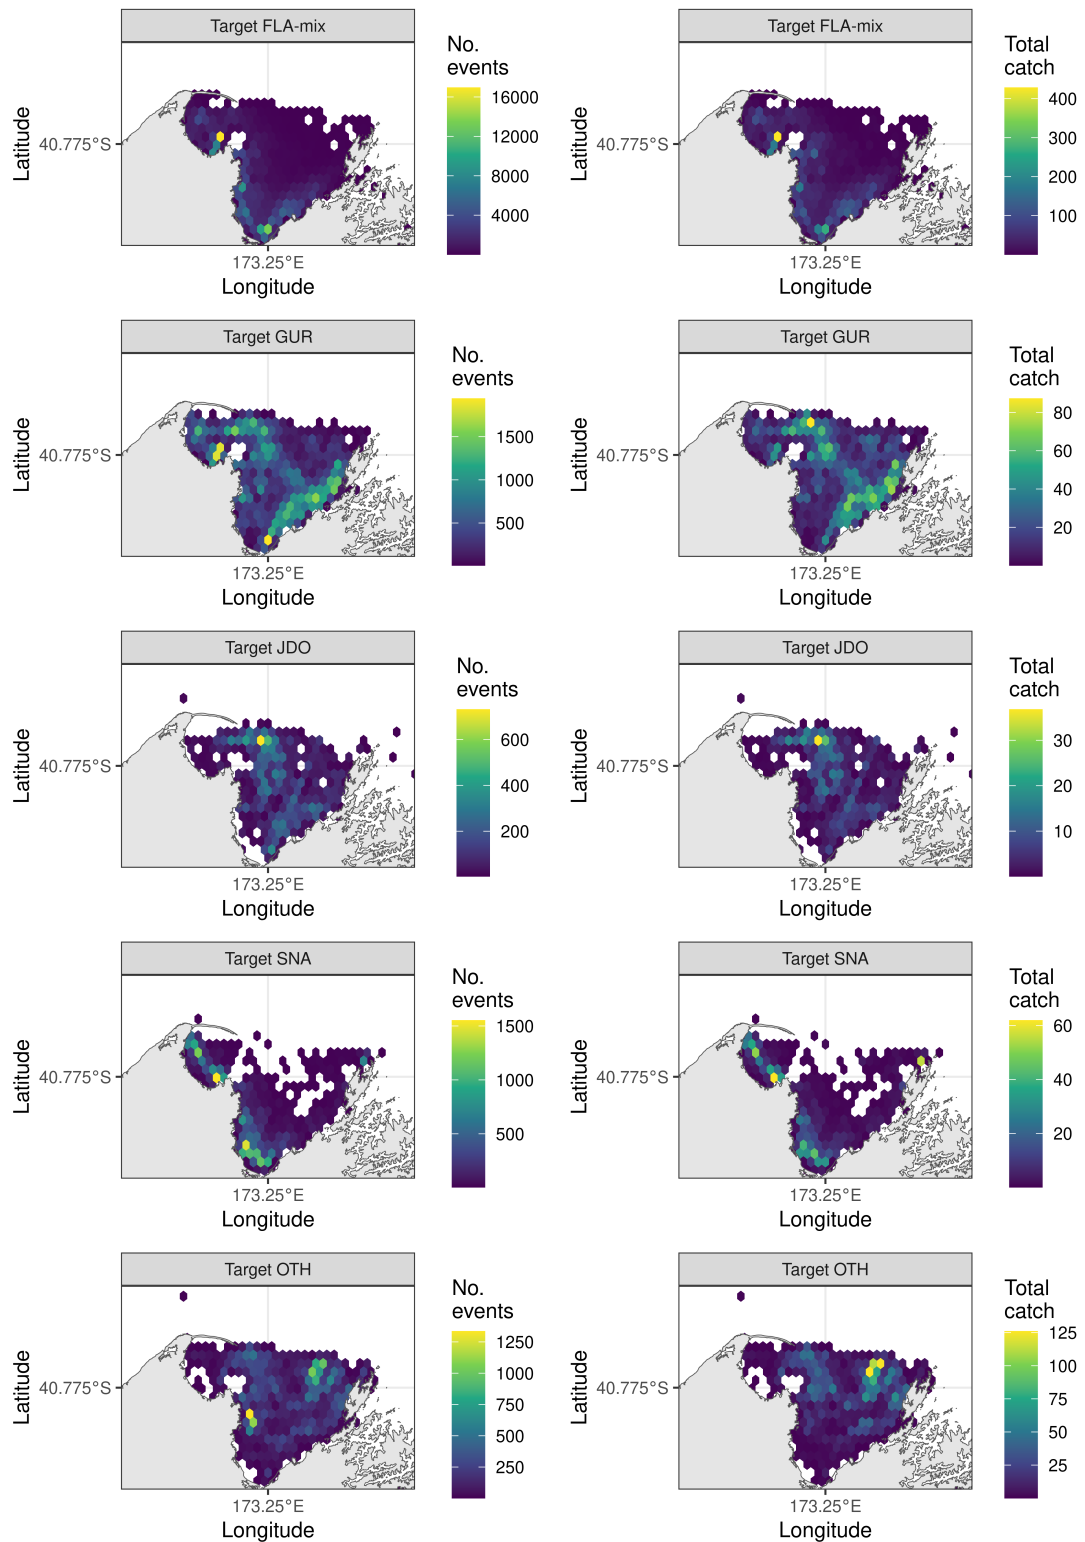 Target FLA-mix
No.
events
16000
12000
8000
4000
Latitude
40.775°S
173.25°E
Longitude
Target FLA-mix
Total
catch
400
300
200
100
Latitude
40.775°S
173.25°E
Longitude
Target GUR
No.
events
1500
1000
500
Latitude
40.775°S
173.25°E
Longitude
Target GUR
Total
catch
80
60
40
20
Latitude
40.775°S
173.25°E
Longitude
Target JDO
No.
events
600
400
200
Latitude
40.775°S
173.25°E
Longitude
Target JDO
Total
catch
30
20
10
Latitude
40.775°S
173.25°E
Longitude
Target SNA
No.
events
1500
1000
500
Latitude
40.775°S
173.25°E
Longitude
Target SNA
Total
catch
60
40
20
Latitude
40.775°S
173.25°E
Longitude
Target OTH
No.
events
1250
1000
750
500
250
Latitude
40.775°S
173.25°E
Longitude
Target OTH
Total
catch
125
100
75
50
25
Latitude
40.775°S
173.25°E
Longitude